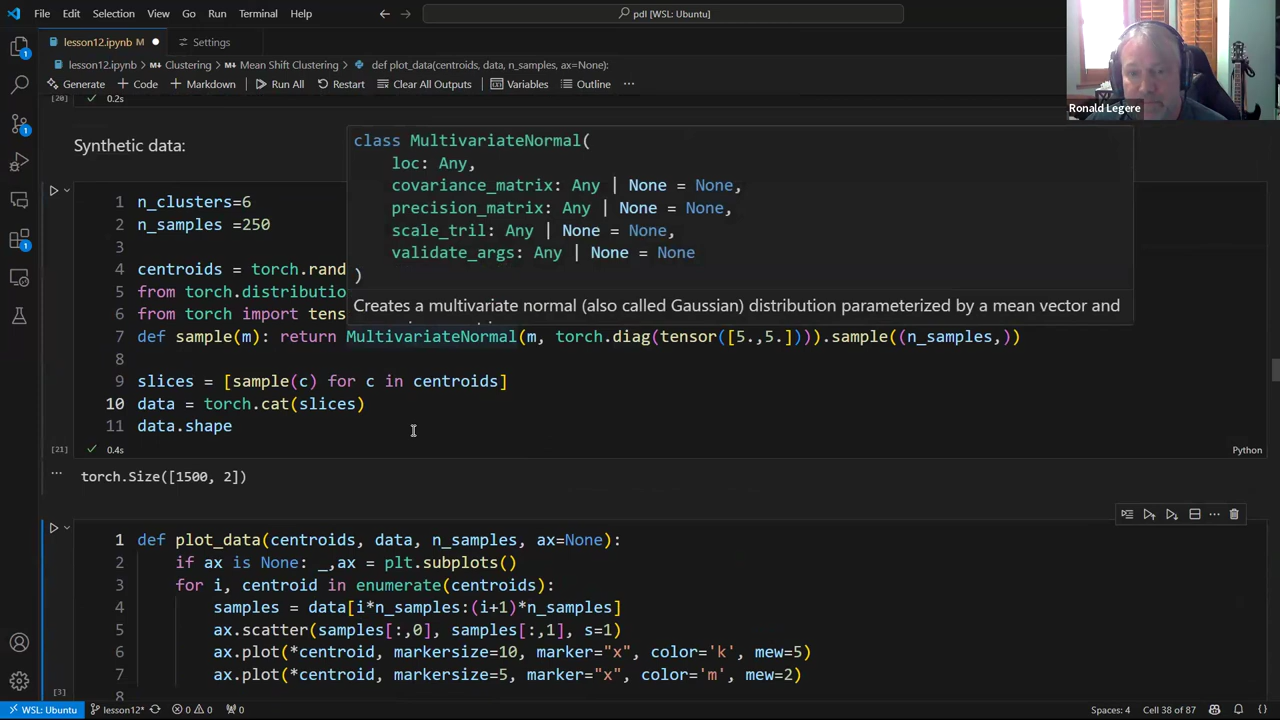 File Edit Selection View Go Run Terminal Help
pdl [WSL: Ubuntu]
lesson12.ipynb M
Settings
lesson12.ipynb > Clustering > Mean Shift Clustering > def plot_data(centroids, data, n_samples, ax=None):
Generate + Code + Markdown Run All Restart Clear All Outputs Variables Outline ...
[20] 0.2s
Ronald Legere
Synthetic data:
class MultivariateNormal(
loc: Any,
covariance_matrix: Any | None = None,
precision_matrix: Any | None = None,
scale_tril: Any | None = None,
validate_args: Any | None = None
)
Creates a multivariate normal (also called Gaussian) distribution parameterized by a mean vector and
1 n_clusters=6
2 n_samples =250
3
4 centroids = torch.rand
5 from torch.distributio
6 from torch import tens
7 def sample(m): return MultivariateNormal(m, torch.diag(tensor([5.,5.]))).sample((n_samples,))
8
9 slices = [sample(c) for c in centroids]
10 data = torch.cat(slices)
11 data.shape
[21] 0.4s Python
torch.Size([1500, 2])
1 def plot_data(centroids, data, n_samples, ax=None):
2 if ax is None: _,ax = plt.subplots()
3 for i, centroid in enumerate(centroids):
4 samples = data[i*n_samples:(i+1)*n_samples]
5 ax.scatter(samples[:,0], samples[:,1], s=1)
6 ax.plot(*centroid, markersize=10, marker="x", color='k', mew=5)
7 ax.plot(*centroid, markersize=5, marker="x", color='m', mew=2)
[3] 8
WSL: Ubuntu lesson12* 0 0 0 Spaces: 4 Cell 38 of 87